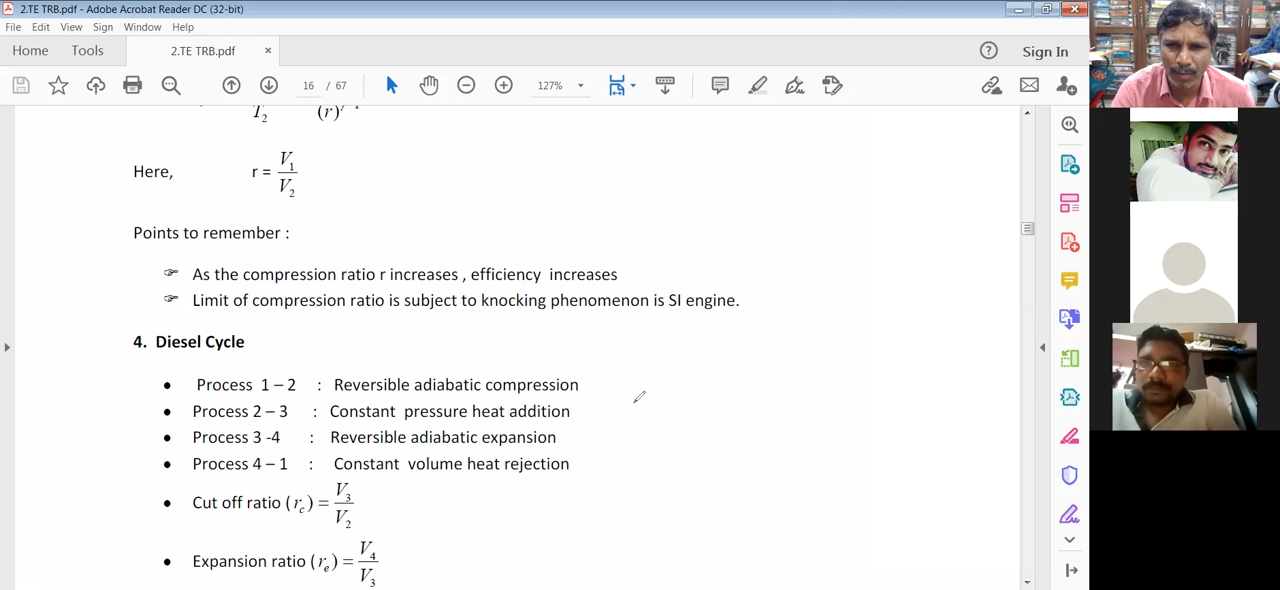 2.TE TRB.pdf - Adobe Acrobat Reader DC (32-bit)
File Edit View Sign Window Help
Home Tools 2.TE TRB.pdf × Sign In
16 / 67 127%
T2 (r)
Here, r = V1 / V2
Points to remember :
☞ As the compression ratio r increases , efficiency increases
☞ Limit of compression ratio is subject to knocking phenomenon is SI engine.
4. Diesel Cycle
• Process 1 – 2 : Reversible adiabatic compression
• Process 2 – 3 : Constant pressure heat addition
• Process 3 -4 : Reversible adiabatic expansion
• Process 4 – 1 : Constant volume heat rejection
• Cut off ratio (rc) = V3 / V2
• Expansion ratio (re) = V4 / V3